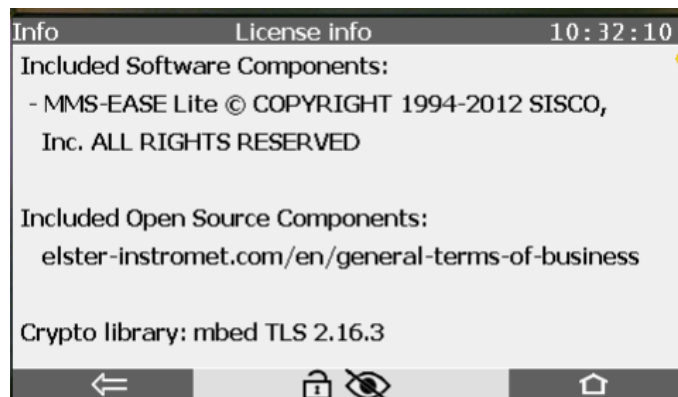 Info License info 10:32:10
Included Software Components:
- MMS-EASE Lite © COPYRIGHT 1994-2012 SISCO,
Inc. ALL RIGHTS RESERVED
Included Open Source Components:
elster-instromet.com/en/general-terms-of-business
Crypto library: mbed TLS 2.16.3